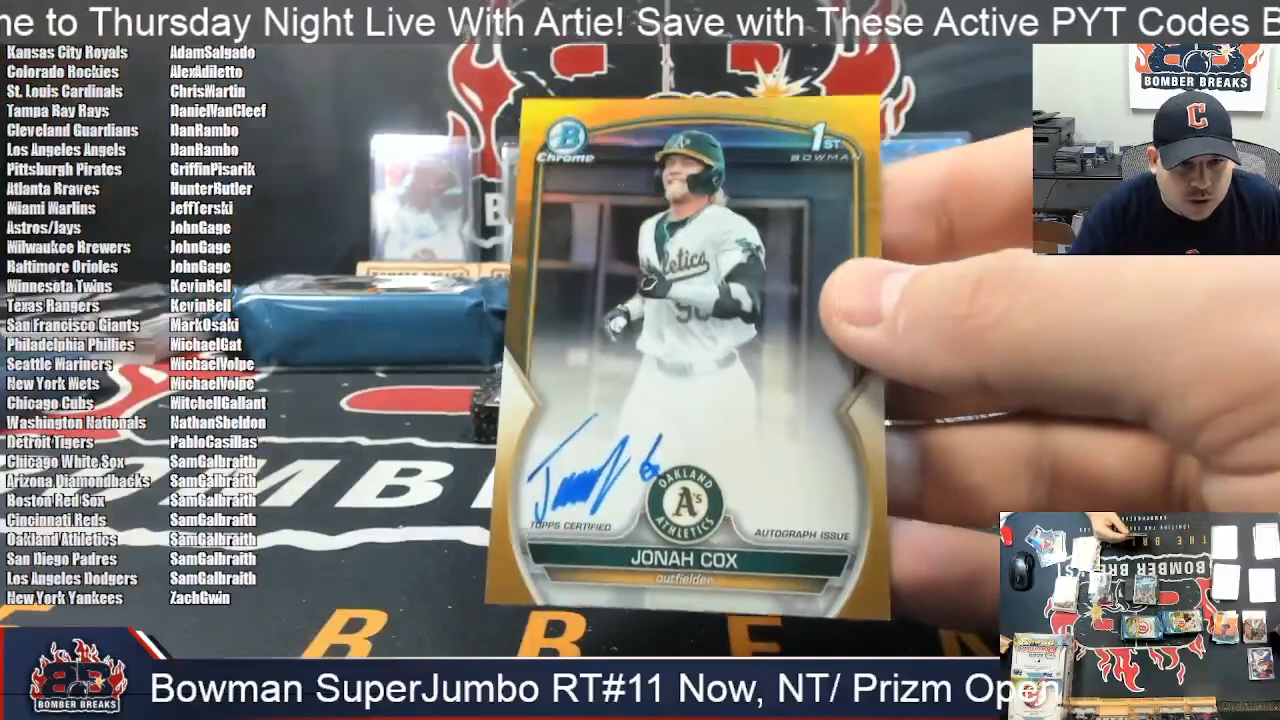 ne to Thursday Night Live With Artie! Save with These Active PYT Codes B
Kansas City Royals AdamSalgado
Colorado Rockies AlexAdiletto
St. Louis Cardinals ChrisMartin
Tampa Bay Rays DanielVanCleef
Cleveland Guardians DanRambo
Los Angeles Angels DanRambo
Pittsburgh Pirates GriffinPisarik
Atlanta Braves HunterButler
Miami Marlins JeffTerski
Astros/Jays JohnGage
Milwaukee Brewers JohnGage
Baltimore Orioles JohnGage
Minnesota Twins KevinBell
Texas Rangers KevinBell
San Francisco Giants MarkOsaki
Philadelphia Phillies MichaelGat
Seattle Mariners MichaelVolpe
New York Mets MichaelVolpe
Chicago Cubs MitchellGallant
Washington Nationals NathanSheldon
Detroit Tigers PabloCasillas
Chicago White Sox SamGalbraith
Arizona Diamondbacks SamGalbraith
Boston Red Sox SamGalbraith
Cincinnati Reds SamGalbraith
Oakland Athletics SamGalbraith
San Diego Padres SamGalbraith
Los Angeles Dodgers SamGalbraith
New York Yankees ZachGwin
B
Chrome
1ST
BOWMAN
A's
OAKLAND
A's
ATHLETICS
TOPPS CERTIFIED
AUTOGRAPH ISSUE
JONAH COX
outfielder
BOMBER BREAKS
C
BOMBER BREAKS
BOMBER BREAKS
Bowman SuperJumbo RT#11 Now, NT/ Prizm Open